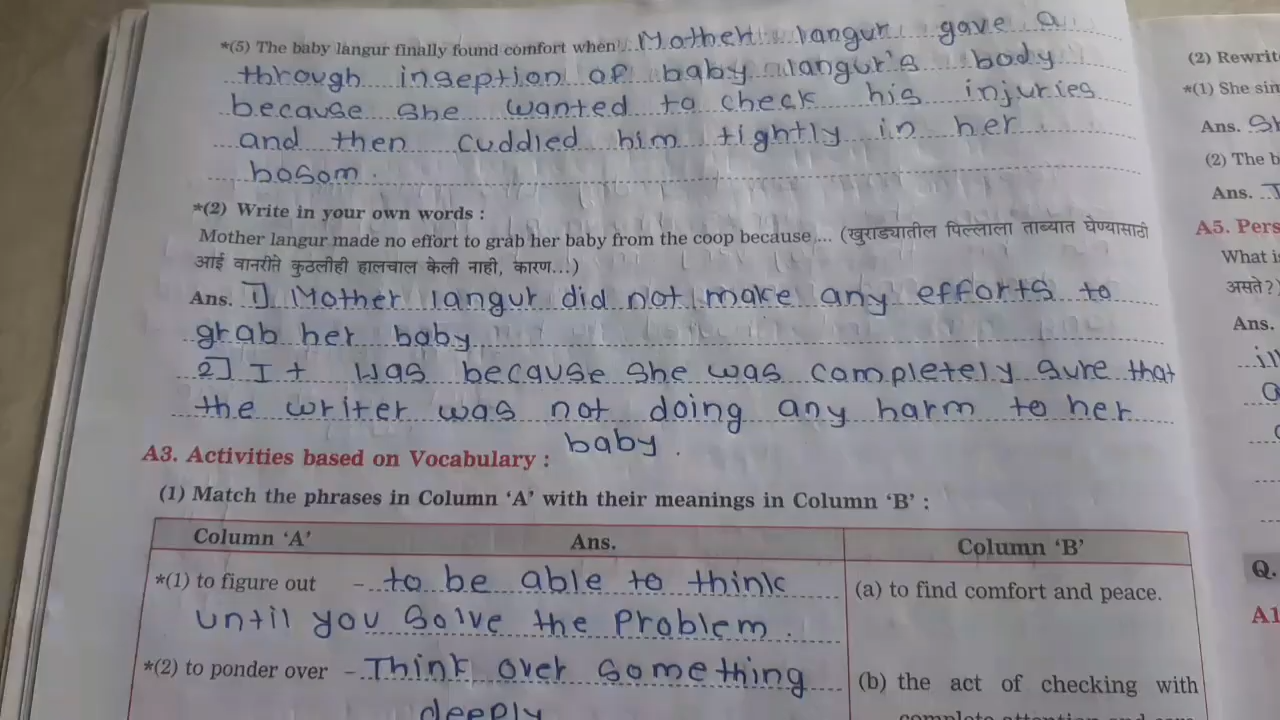 *(5) The baby langur finally found comfort when Mother langur gave a
through inseption of baby langur's body
because she wanted to check his injuries
and then cuddled him tightly in her
bosom.
*(2) Write in your own words :
Mother langur made no effort to grab her baby from the coop because ... (खुराड्यातील पिल्लाला ताब्यात घेण्यासाठी
आई वानरीते कुठलीही हालचाल केली नाही, कारण...)
Ans. 1] Mother langur did not make any efforts to
grab her baby
2] It was because she was completely sure that
the writer was not doing any harm to her
baby.
A3. Activities based on Vocabulary :
(1) Match the phrases in Column 'A' with their meanings in Column 'B' :
Column 'A' Ans. Column 'B'
*(1) to figure out – to be able to think
until you solve the problem.
(a) to find comfort and peace.
*(2) to ponder over – Think over something
deeply
(b) the act of checking with
complete attention and care
(2) Rewrit
*(1) She sin
Ans. Sh
(2) The b
Ans.
A5. Pers
What is
असते?
Ans.
Q.
A1